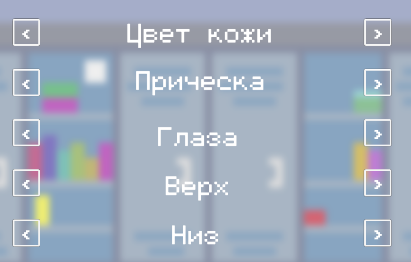 < Цвет кожи >
< Прическа >
< Глаза >
< Верх >
< Низ >